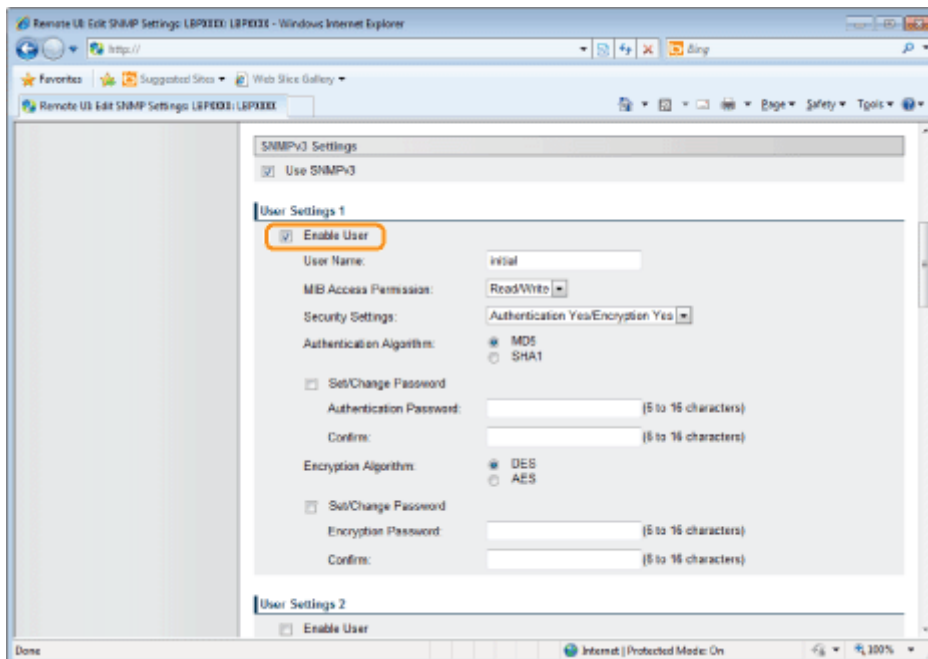 Remote UI: Edit SNMP Settings: LBPXXXX: LBPXXXX - Windows Internet Explorer
http://
Bing
Favorites Suggested Sites Web Slice Gallery
Remote UI: Edit SNMP Settings: LBPXXXX: LBPXXXX
Page Safety Tools
SNMPv3 Settings
Use SNMPv3
User Settings 1
Enable User
User Name: initial
MIB Access Permission: Read/Write
Security Settings: Authentication Yes/Encryption Yes
Authentication Algorithm: MD5
SHA1
Set/Change Password
Authentication Password: (6 to 16 characters)
Confirm: (6 to 16 characters)
Encryption Algorithm: DES
AES
Set/Change Password
Encryption Password: (6 to 16 characters)
Confirm: (6 to 16 characters)
User Settings 2
Enable User
Done Internet | Protected Mode: On 100%